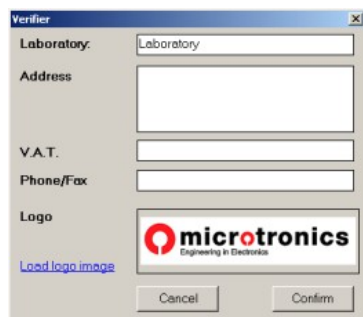 Verifier
Laboratory: Laboratory
Address
V.A.T.
Phone/Fax
Logo
microtronics
Engineering in Electronics
Load logo image
Cancel Confirm